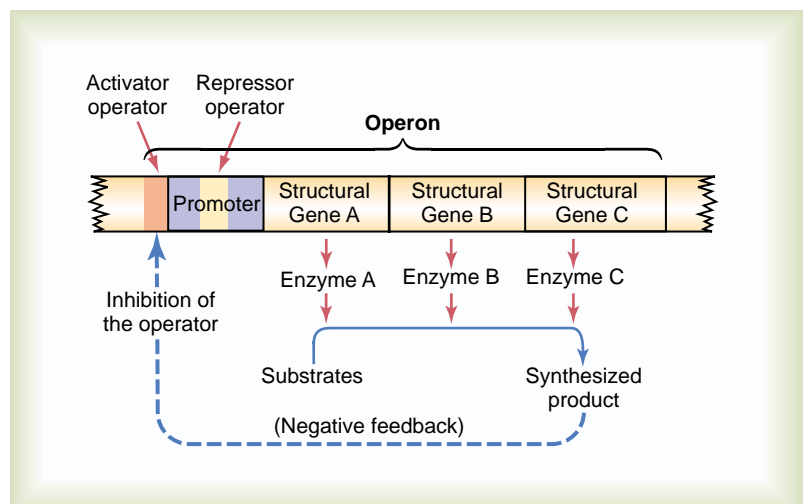 Activator
operator
Repressor
operator
Operon
Promoter
Structural
Gene A
Structural
Gene B
Structural
Gene C
Enzyme A
Enzyme B
Enzyme C
Inhibition of
the operator
Substrates
Synthesized
product
(Negative feedback)